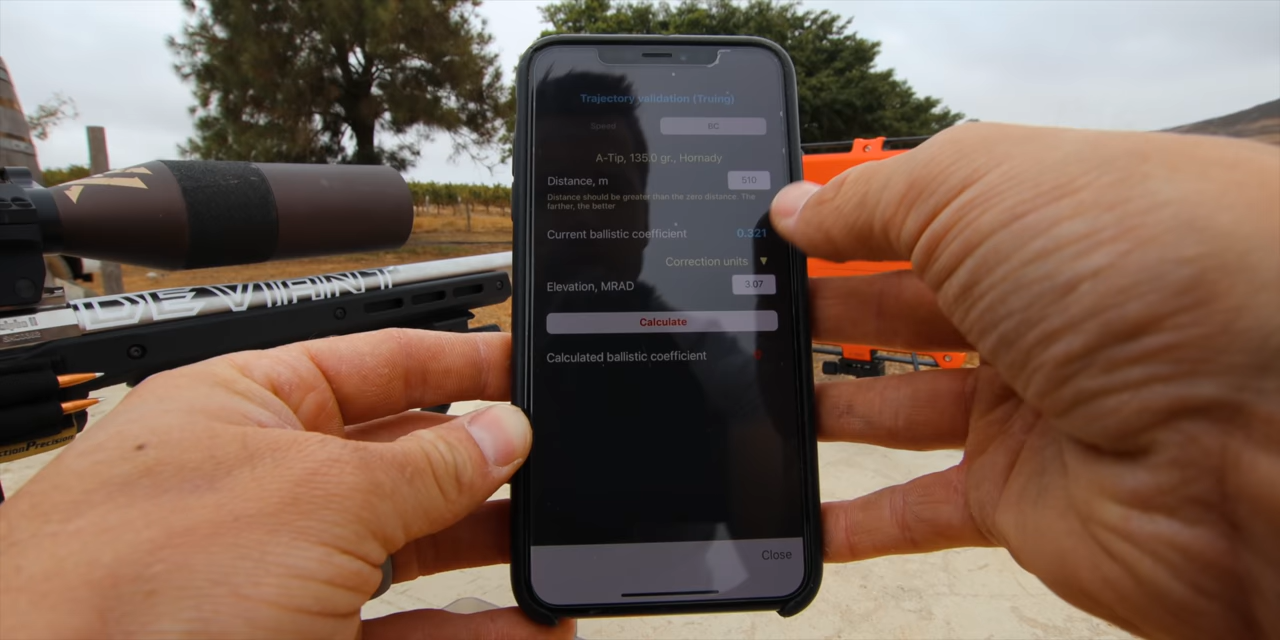 Trajectory validation (Truing)
Speed
BC
A-Tip, 135.0 gr., Hornady
Distance, m
510
Distance should be greater than the zero distance. The
farther, the better
Current ballistic coefficient
0.321
Correction units ▼
Elevation, MRAD
3.07
Calculate
Calculated ballistic coefficient
Close
DEVIANT
ctionPrecision